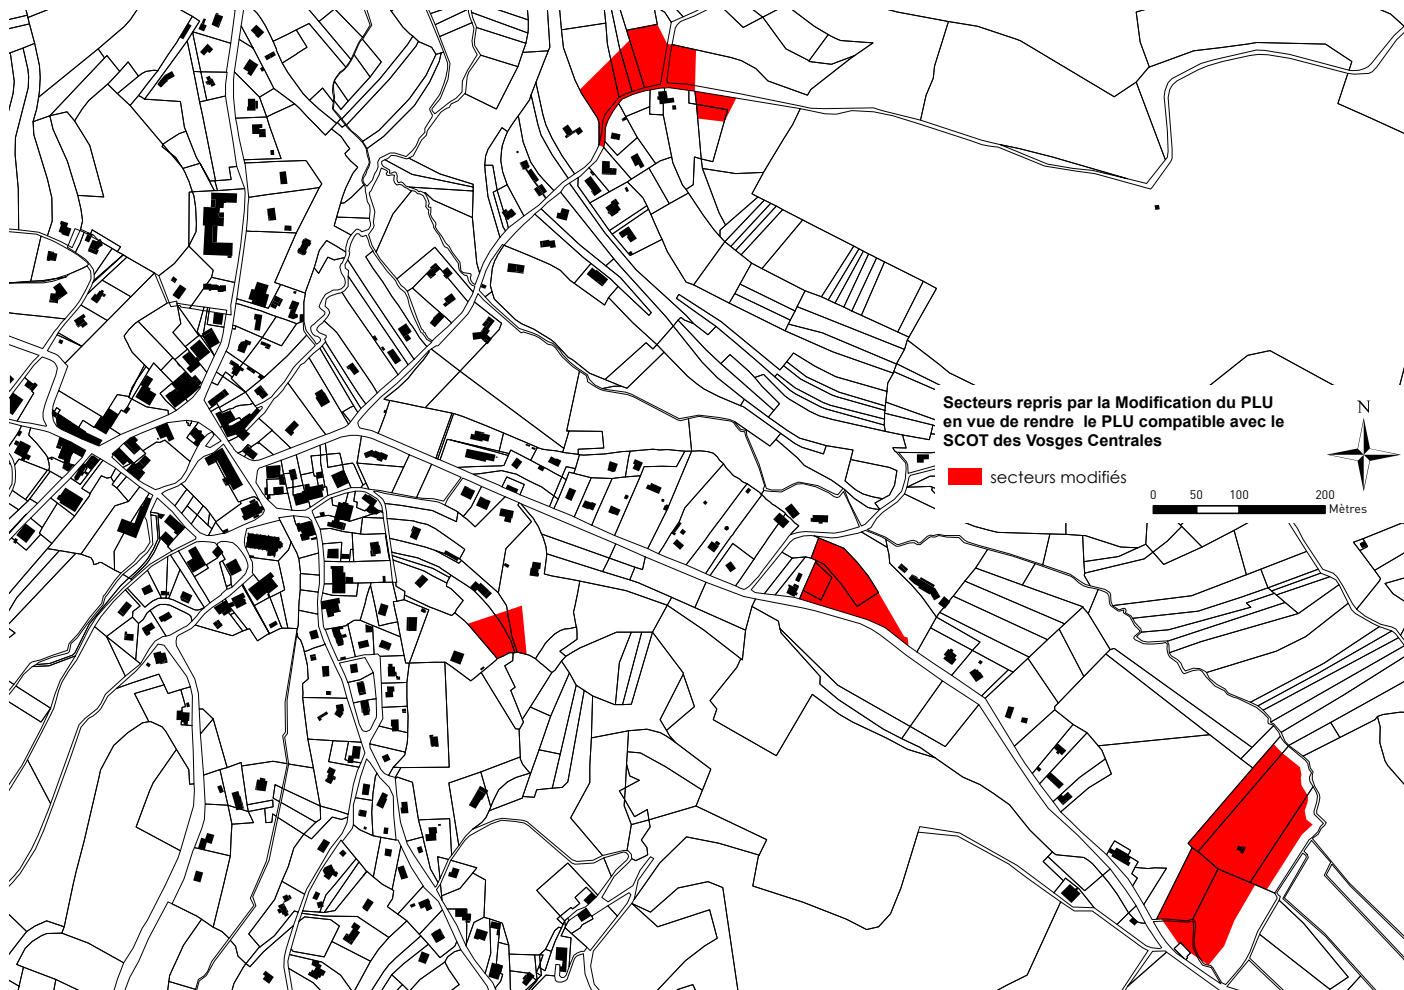 Secteurs repris par la Modification du PLU
en vue de rendre le PLU compatible avec le
SCOT des Vosges Centrales
N
secteurs modifiés
0 50 100 200
Mètres